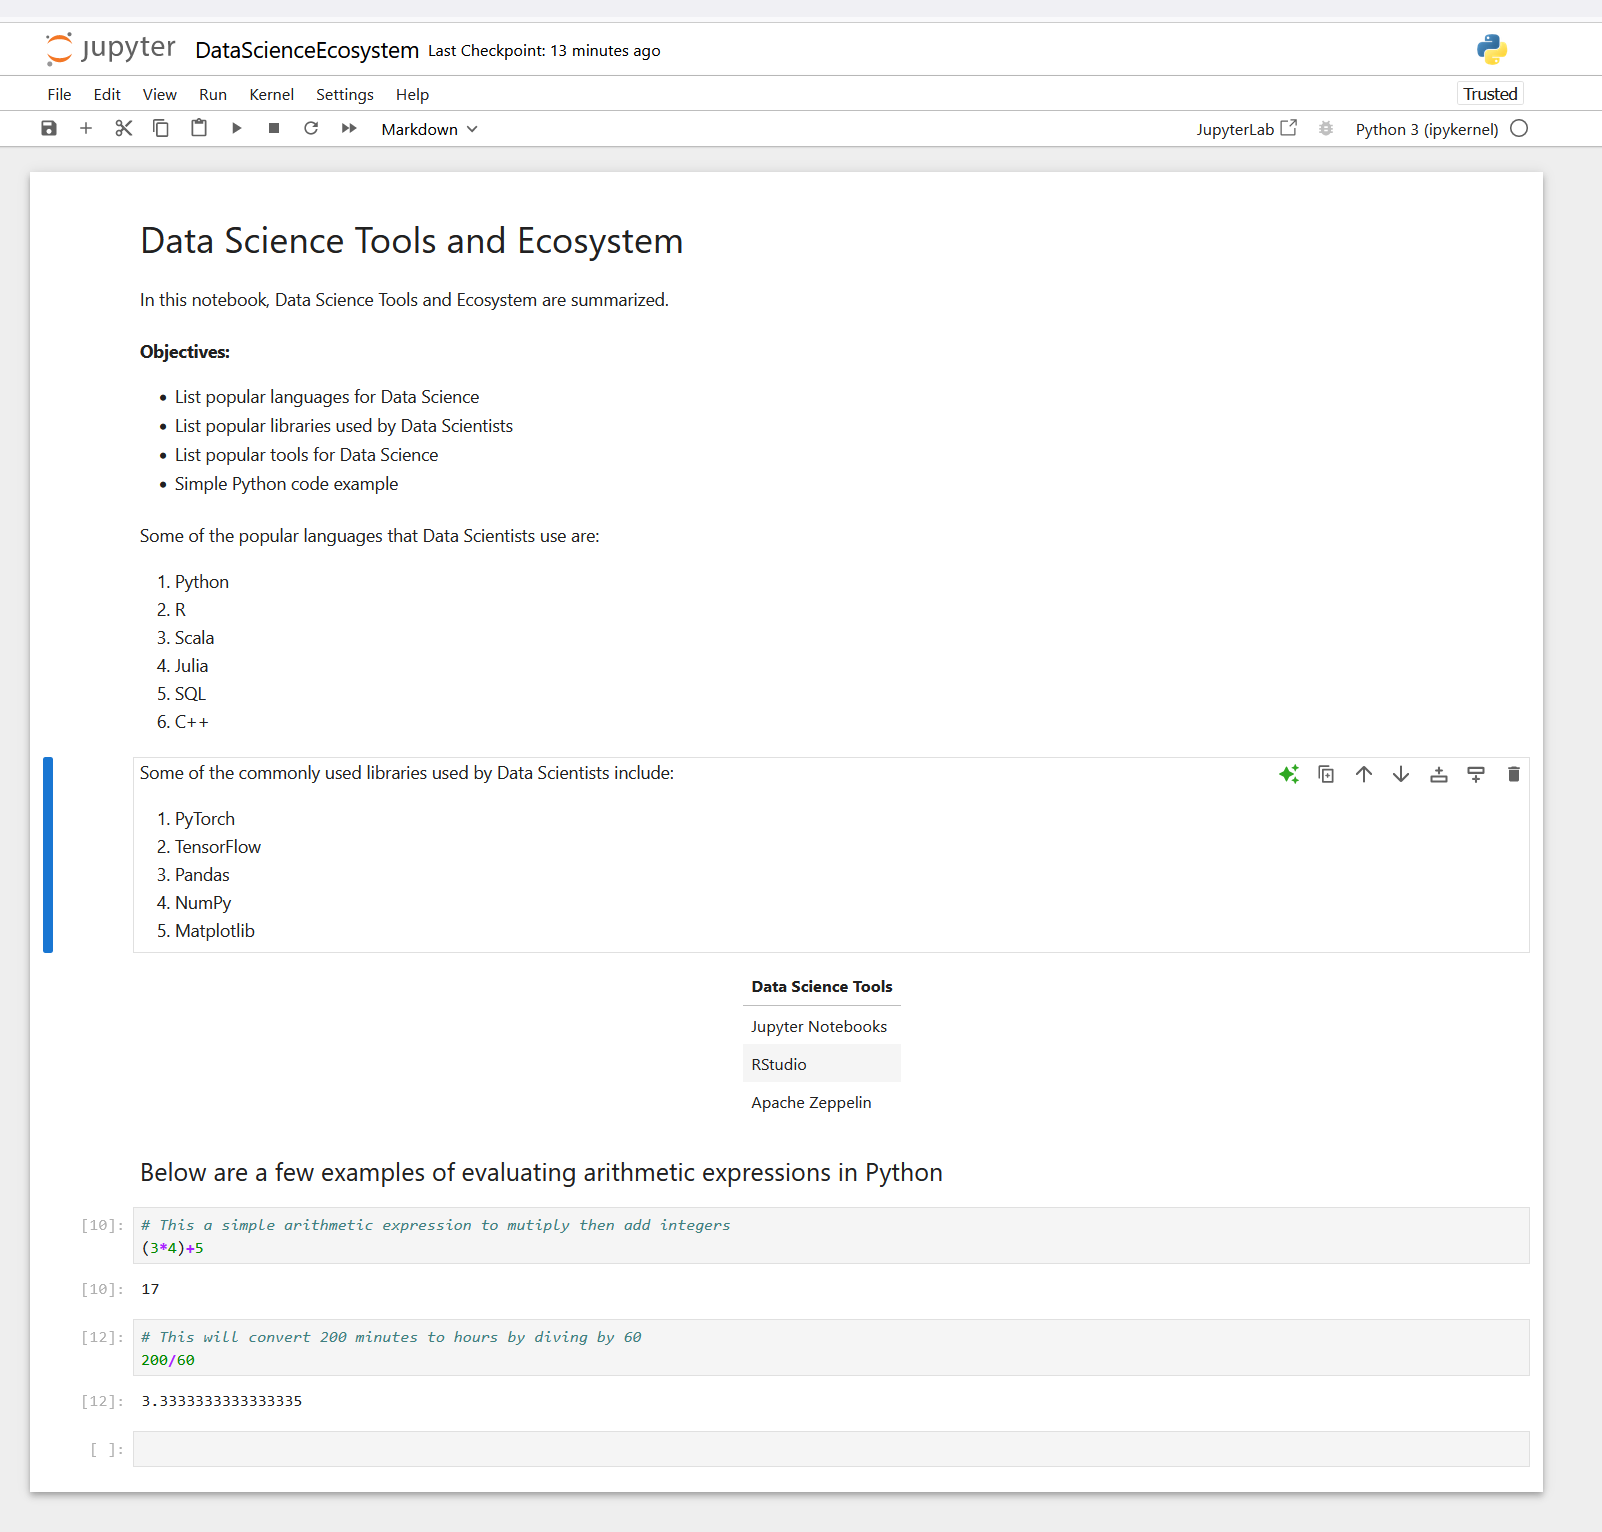 jupyter DataScienceEcosystem Last Checkpoint: 13 minutes ago
File Edit View Run Kernel Settings Help Trusted
Markdown JupyterLab Python 3 (ipykernel)
Data Science Tools and Ecosystem
In this notebook, Data Science Tools and Ecosystem are summarized.
Objectives:
• List popular languages for Data Science
• List popular libraries used by Data Scientists
• List popular tools for Data Science
• Simple Python code example
Some of the popular languages that Data Scientists use are:
1. Python
2. R
3. Scala
4. Julia
5. SQL
6. C++
Some of the commonly used libraries used by Data Scientists include:
1. PyTorch
2. TensorFlow
3. Pandas
4. NumPy
5. Matplotlib
Data Science Tools
Jupyter Notebooks
RStudio
Apache Zeppelin
Below are a few examples of evaluating arithmetic expressions in Python
[10]: # This a simple arithmetic expression to mutiply then add integers
(3*4)+5
[10]: 17
[12]: # This will convert 200 minutes to hours by diving by 60
200/60
[12]: 3.3333333333333335
[ ]: